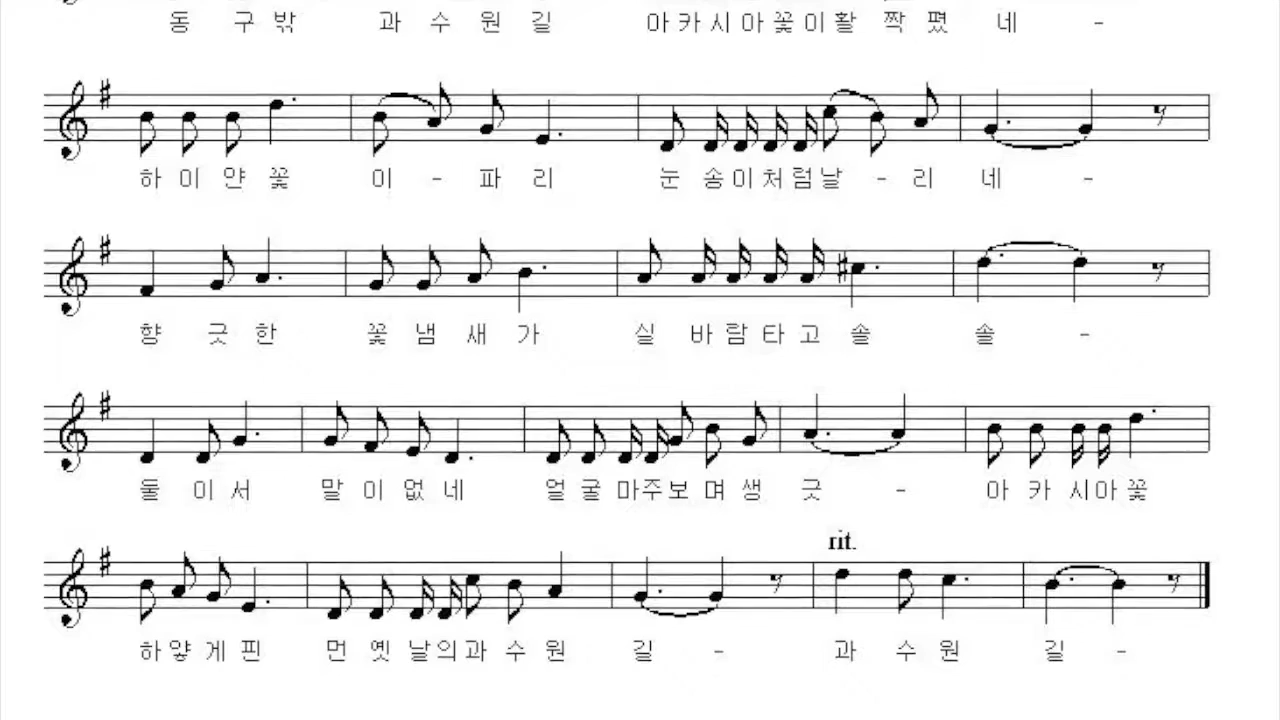 동 구 밖 과 수 원 길 아 카 시 아 꽃 이 활 짝 폈 네 -
하 이 얀 꽃 이 - 파 리 눈 송 이 처 럼 날 - 리 네 -
향 긋 한 꽃 냄 새 가 실 바 람 타 고 솔 솔 -
둘 이 서 말 이 없 네 얼 굴 마 주 보 며 생 긋 - 아 카 시 아 꽃
rit.
하 얗 게 핀 먼 옛 날 의 과 수 원 길 - 과 수 원 길 -